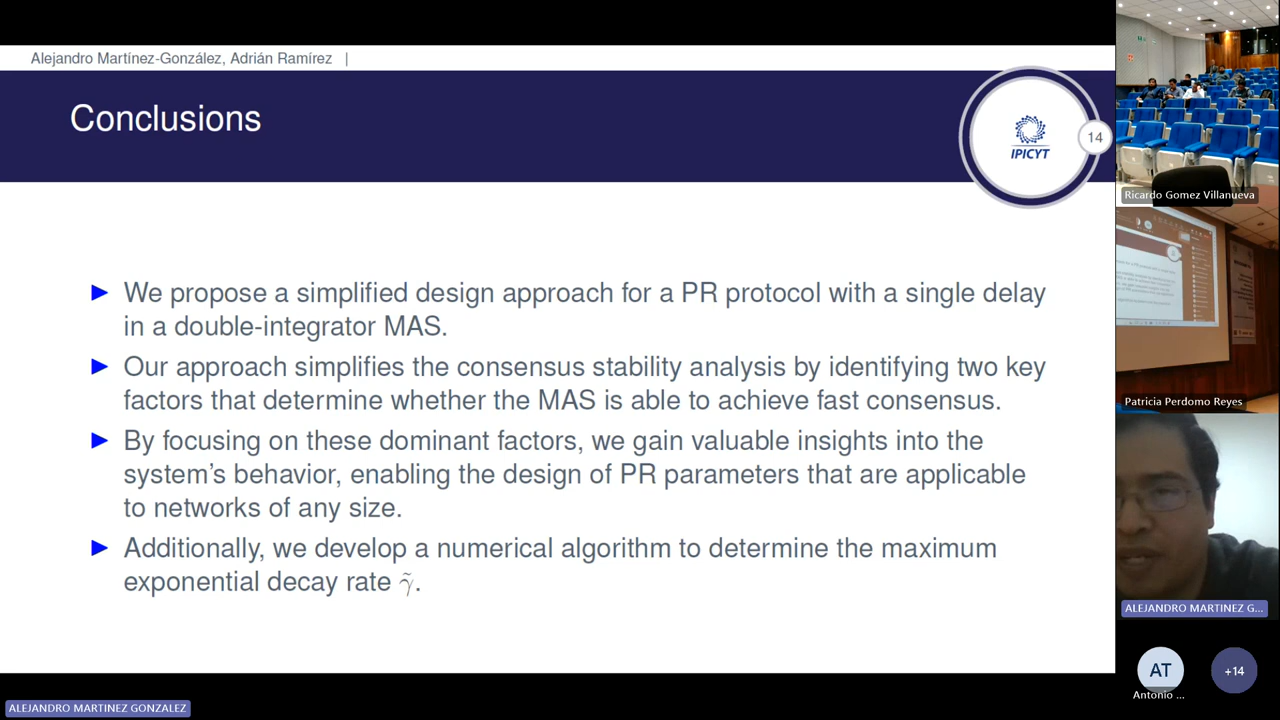 Alejandro Martínez-González, Adrián Ramírez |
Conclusions
IPICYT
14
▶ We propose a simplified design approach for a PR protocol with a single delay
in a double-integrator MAS.
▶ Our approach simplifies the consensus stability analysis by identifying two key
factors that determine whether the MAS is able to achieve fast consensus.
▶ By focusing on these dominant factors, we gain valuable insights into the
system's behavior, enabling the design of PR parameters that are applicable
to networks of any size.
▶ Additionally, we develop a numerical algorithm to determine the maximum
exponential decay rate γ̃.
ALEJANDRO MARTINEZ GONZALEZ
Ricardo Gomez Villanueva
Patricia Perdomo Reyes
ALEJANDRO MARTINEZ G...
AT
Antonio ...
+14